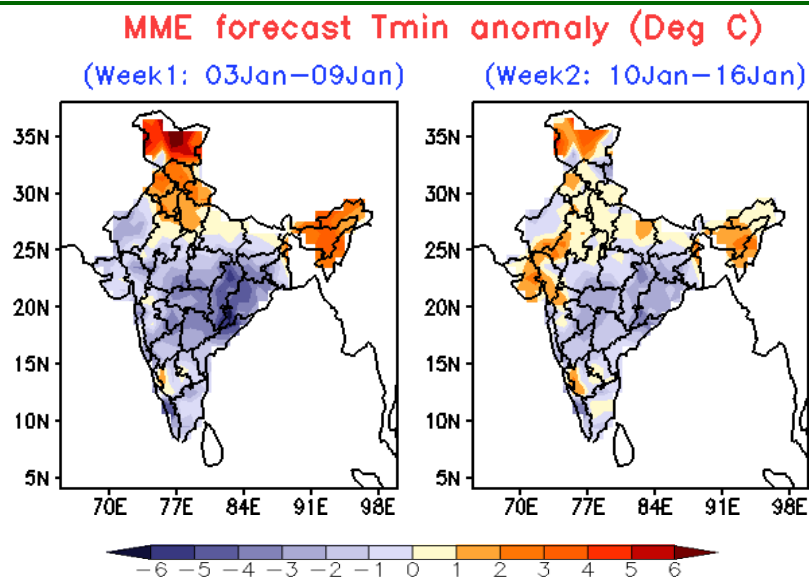 MME forecast Tmin anomaly (Deg C)
(Week1: 03Jan−09Jan)
(Week2: 10Jan−16Jan)
35N
30N
25N
20N
15N
10N
5N
70E 77E 84E 91E 98E
35N
30N
25N
20N
15N
10N
5N
70E 77E 84E 91E 98E
−6 −5 −4 −3 −2 −1 0 1 2 3 4 5 6